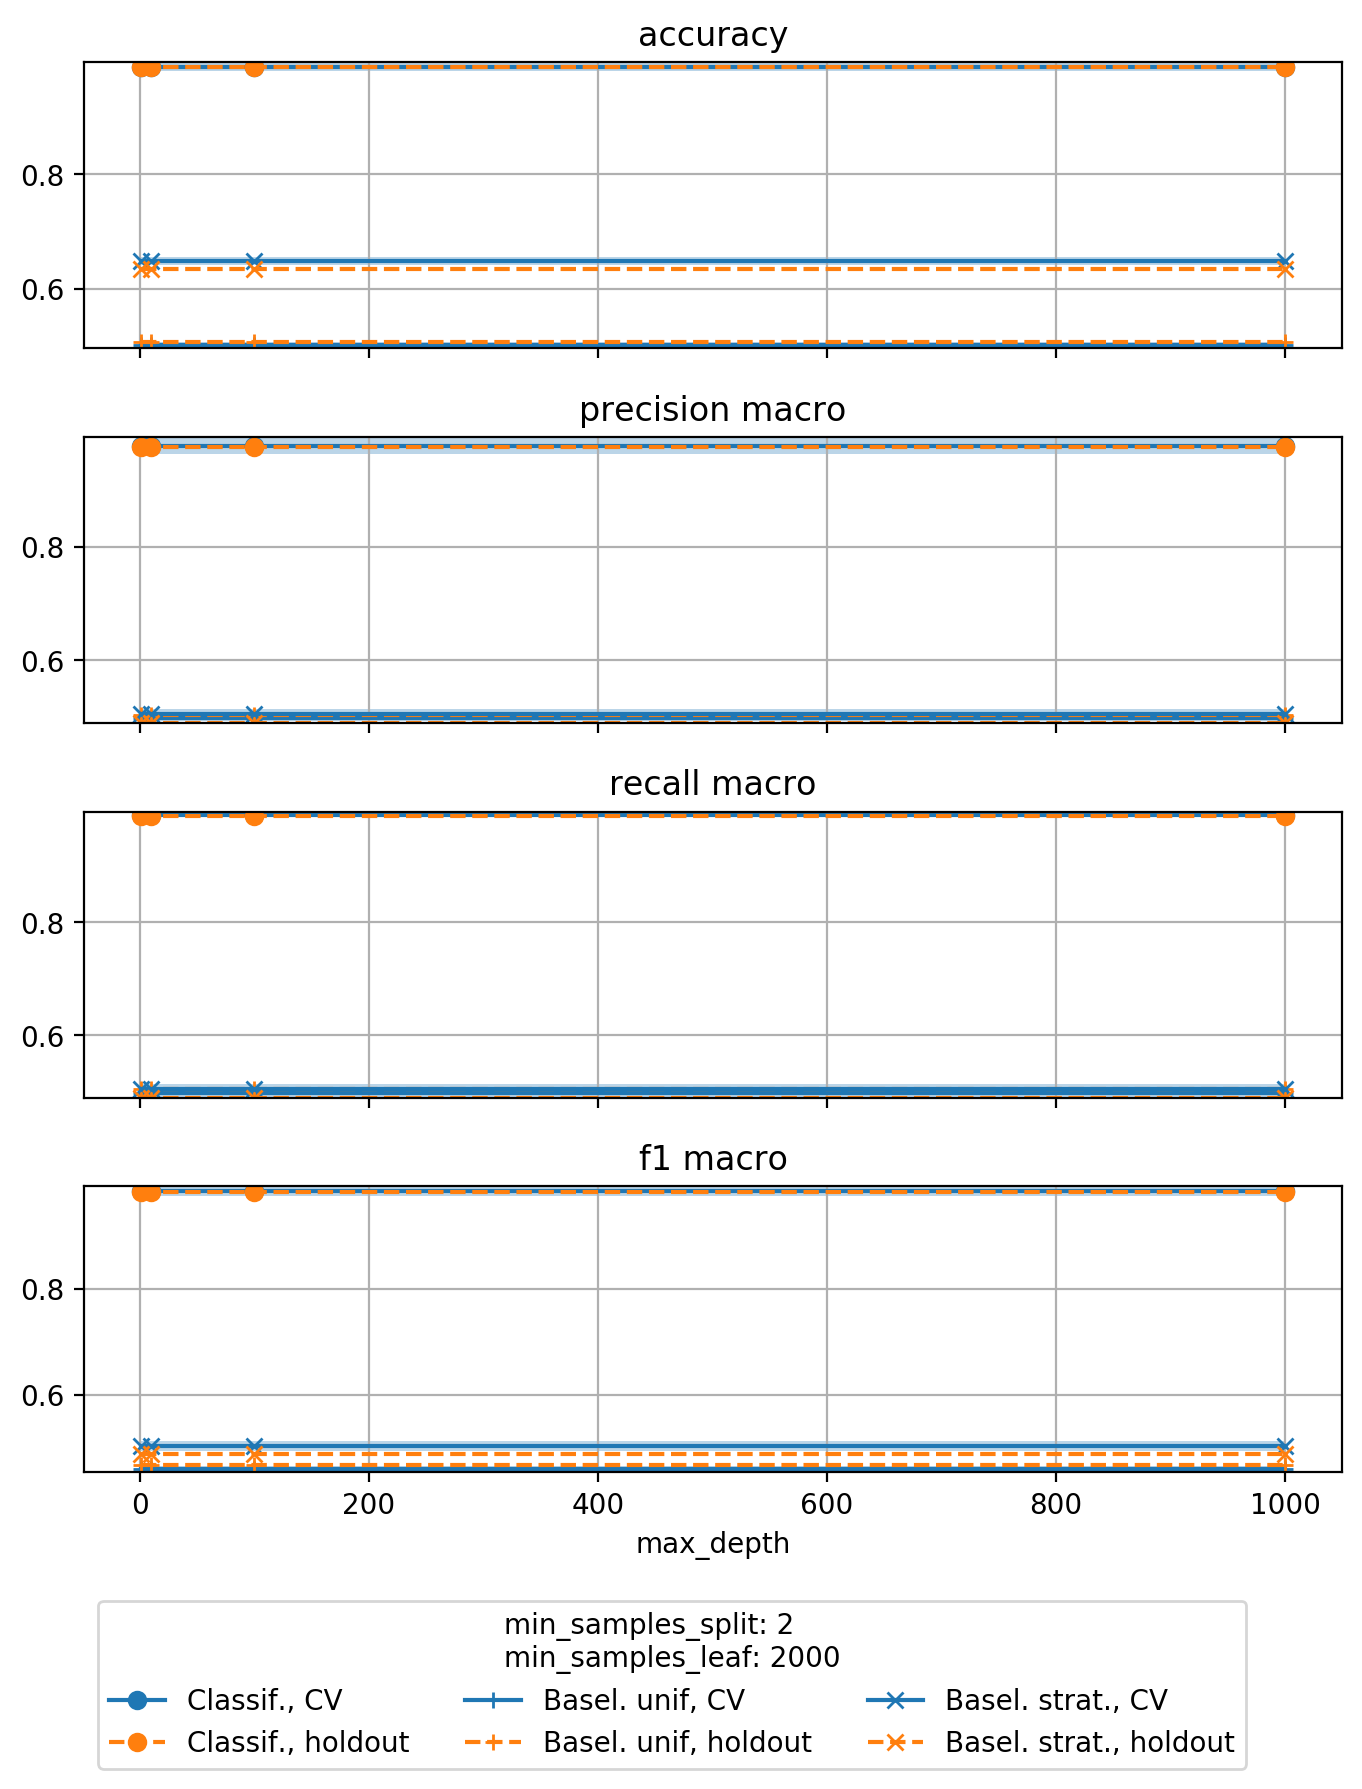 accuracy
0.8
0.6
precision macro
0.8
0.6
recall macro
0.8
0.6
f1 macro
0.8
0.6
0 200 400 600 800 1000
max_depth
min_samples_split: 2
min_samples_leaf: 2000
Classif., CV Basel. unif, CV Basel. strat., CV
Classif., holdout Basel. unif, holdout Basel. strat., holdout